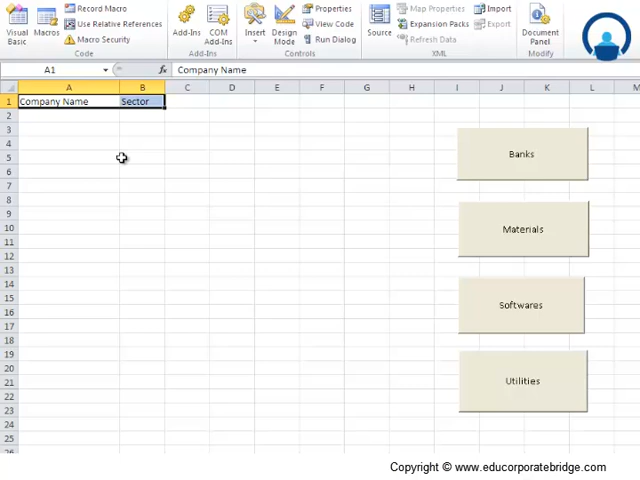 Visual Basic
Macros
Record Macro
Use Relative References
Macro Security
Code
Add-Ins
COM Add-Ins
Add-Ins
Insert
Design Mode
Properties
View Code
Run Dialog
Controls
Source
Map Properties
Expansion Packs
Refresh Data
Import
Export
XML
Document Panel
Modify
A1
fx
Company Name
A B C D E F G H I J K L M
1 Company Name Sector
2
3
4
5
6
7
8
9
10
11
12
13
14
15
16
17
18
19
20
21
22
23
24
25
26
Banks
Materials
Softwares
Utilities
Copyright © www.educorporatebridge.com/